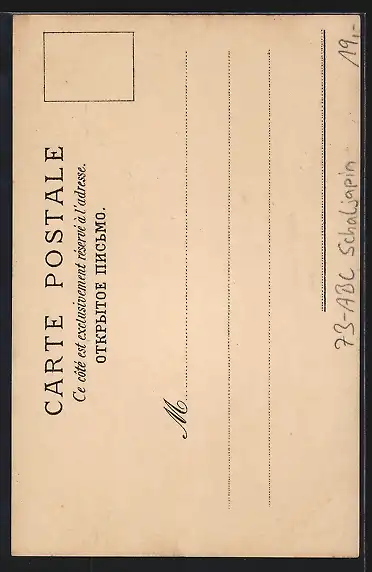 CARTE POSTALE
Ce côté est exclusivement réservé à l'adresse.
ОТКРЫТОЕ ПИСЬМО.
M
73-ABC Schaljapin
19,-